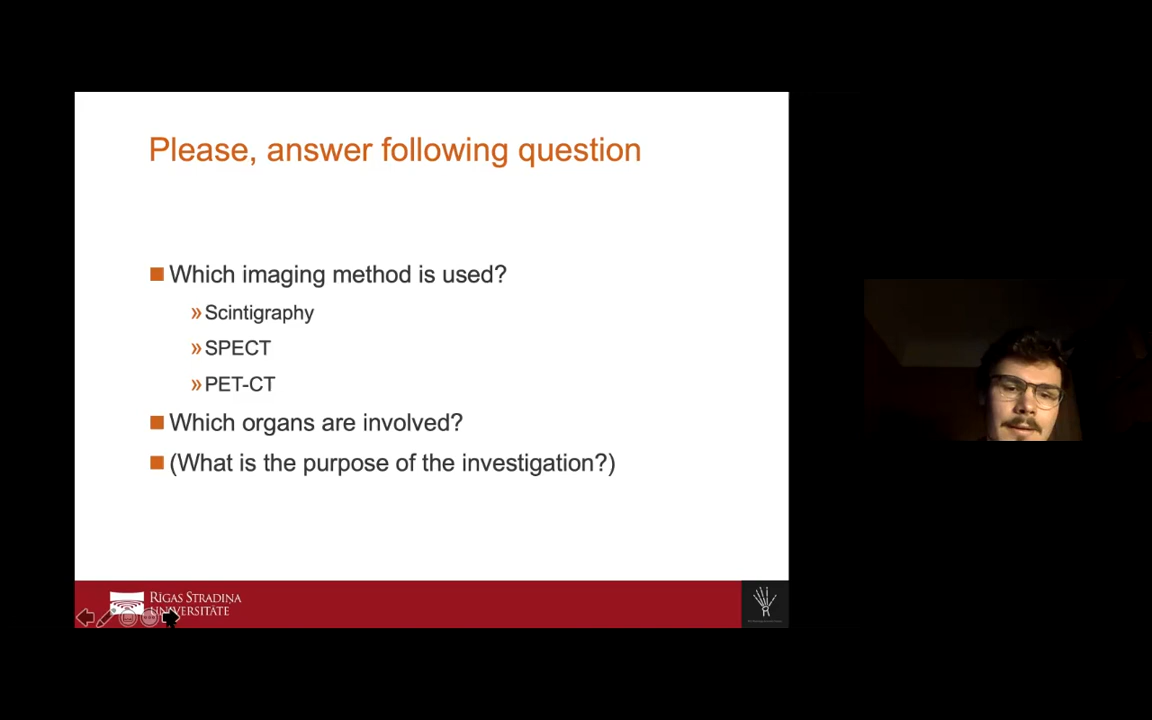 Please, answer following question
Which imaging method is used?
» Scintigraphy
» SPECT
» PET-CT
Which organs are involved?
(What is the purpose of the investigation?)
RĪGAS STRADIŅA
UNIVERSITĀTE